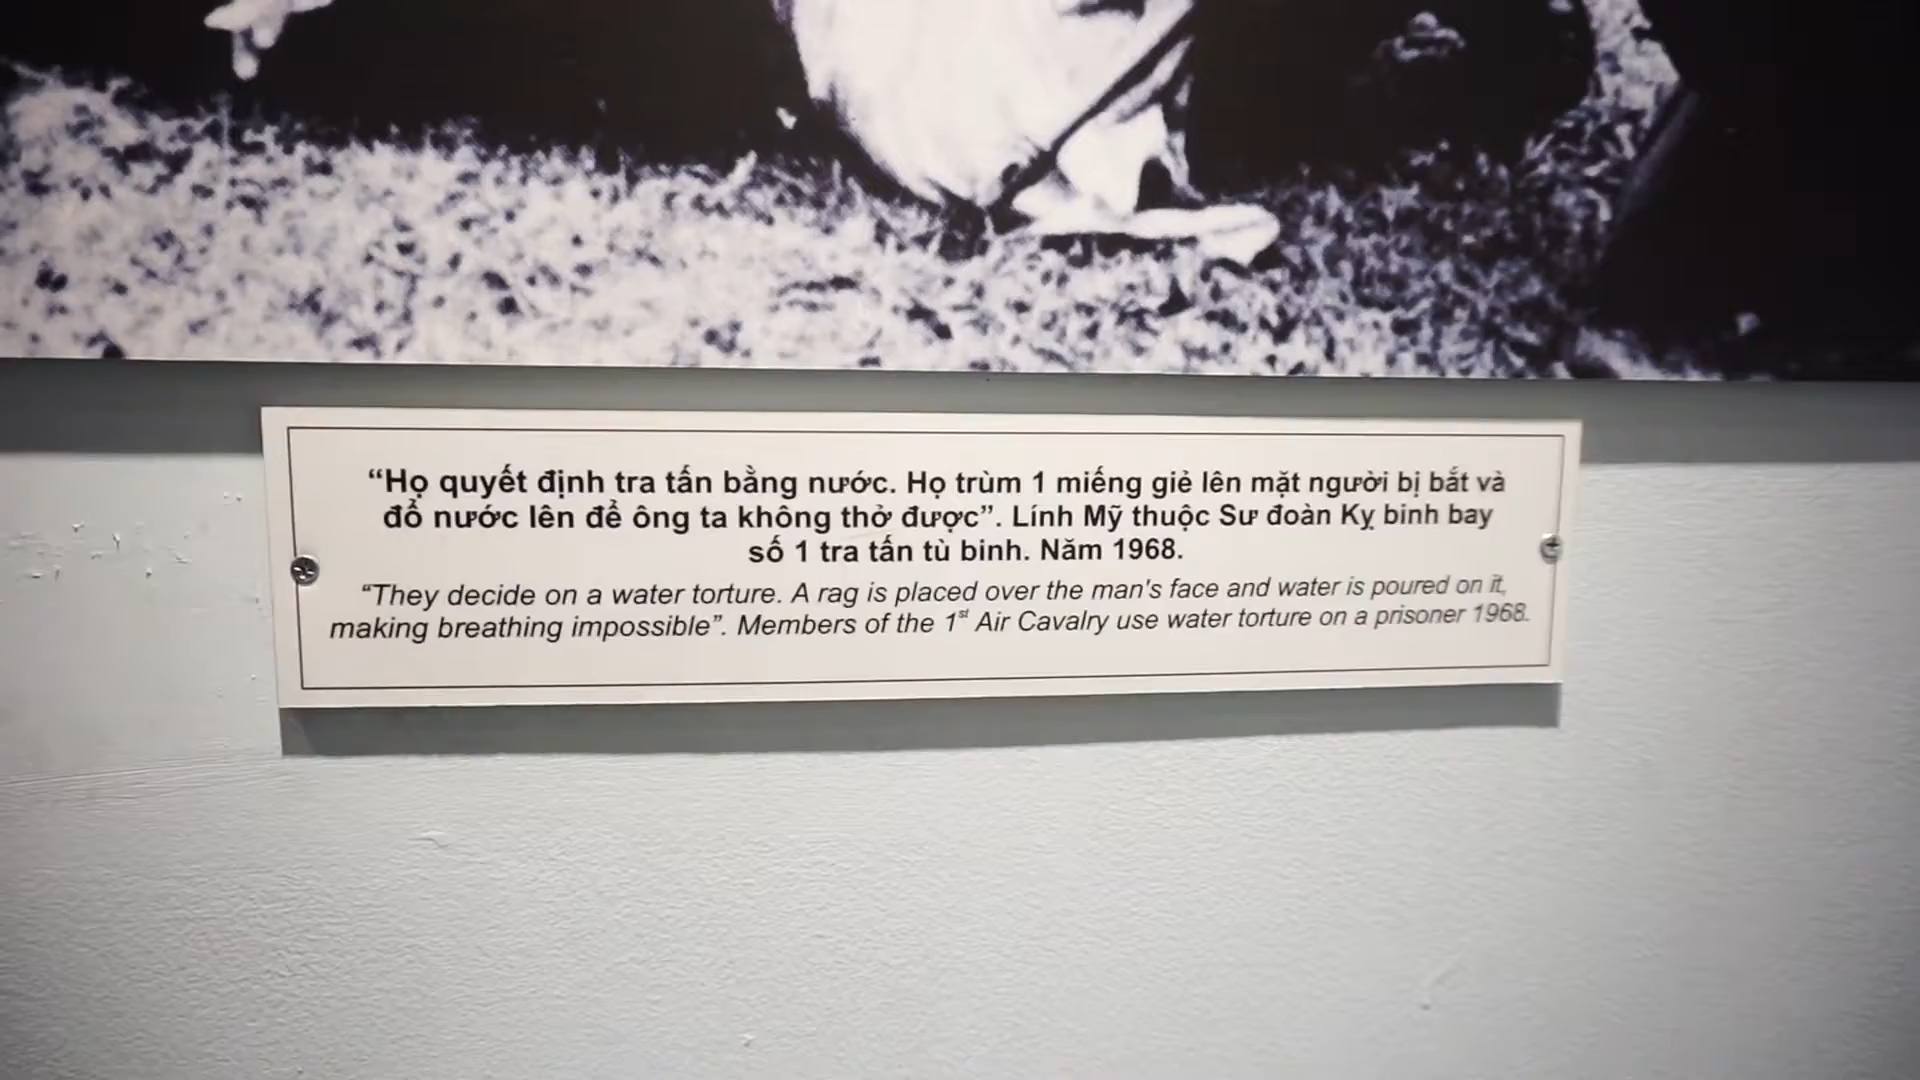 “Họ quyết định tra tấn bằng nước. Họ trùm 1 miếng giẻ lên mặt người bị bắt và
đổ nước lên để ông ta không thở được”. Lính Mỹ thuộc Sư đoàn Kỵ binh bay
số 1 tra tấn tù binh. Năm 1968.
“They decide on a water torture. A rag is placed over the man's face and water is poured on it,
making breathing impossible”. Members of the 1st Air Cavalry use water torture on a prisoner 1968.